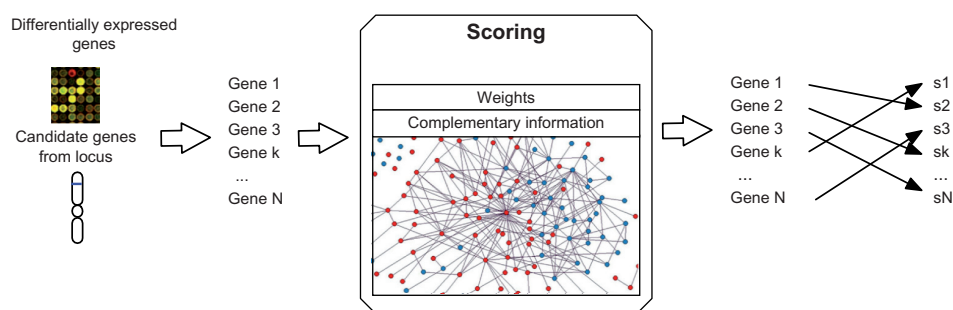 Differentially expressed
genes
Candidate genes
from locus
Gene 1
Gene 2
Gene 3
Gene k
...
Gene N
Scoring
Weights
Complementary information
Gene 1
Gene 2
Gene 3
Gene k
...
Gene N
s1
s2
s3
sk
...
sN